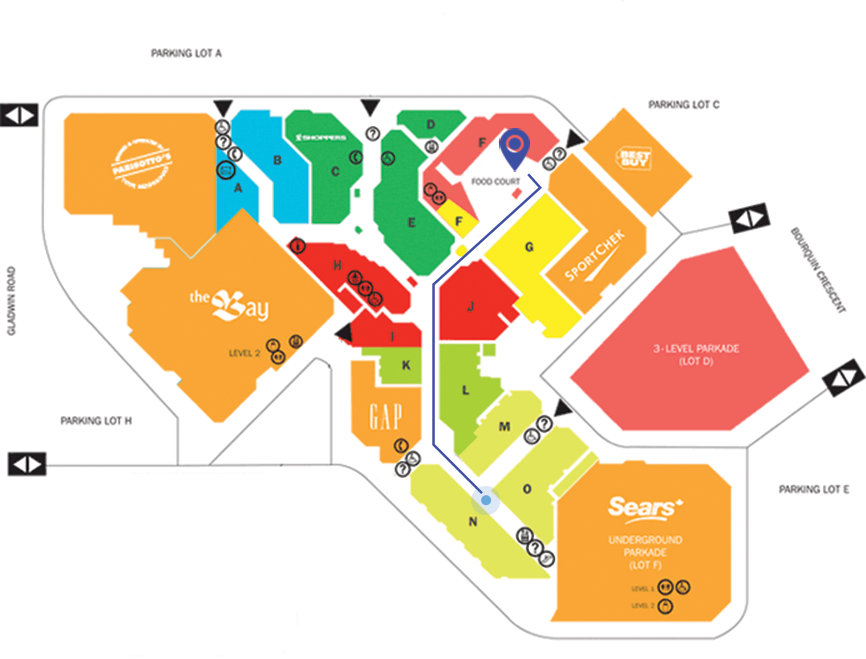 PARKING LOT A
PARKING LOT C
PARISOTTO'S
SHOPPERS
D
F
BEST
BUY
B
C
A
FOOD COURT
E
F
G
SPORTCHEK
BOURQUIN CRESCENT
GLADWIN ROAD
H
the Bay
LEVEL 2
J
I
3-LEVEL PARKADE
(LOT D)
K
L
GAP
M
PARKING LOT H
O
N
PARKING LOT E
Sears
UNDERGROUND
PARKADE
(LOT F)
LEVEL 1
LEVEL 2